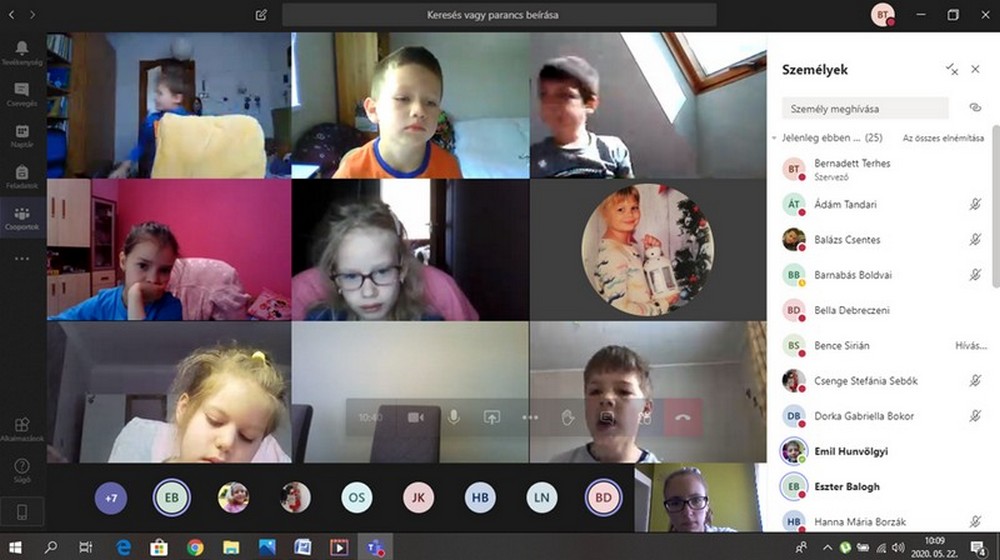 Keresés vagy parancs beírása
BT
Tevékenység
Csevegés
Naptár
Feladatok
Csoportok
Alkalmazások
Súgó
10:40
+7
EB
OS
JK
HB
LN
BD
Személyek
Személy meghívása
Jelenleg ebben ... (25)
Az összes elnémítása
BT
Bernadett Terhes
Szervező
ÁT
Ádám Tandari
Balázs Csentes
BB
Barnabás Boldvai
BD
Bella Debreczeni
BS
Bence Sirián
Hívás...
Csenge Stefánia Sebők
DB
Dorka Gabriella Bokor
Emil Hunvölgyi
EB
Eszter Balogh
HB
Hanna Mária Borzák
10:09
2020. 05. 22.
4